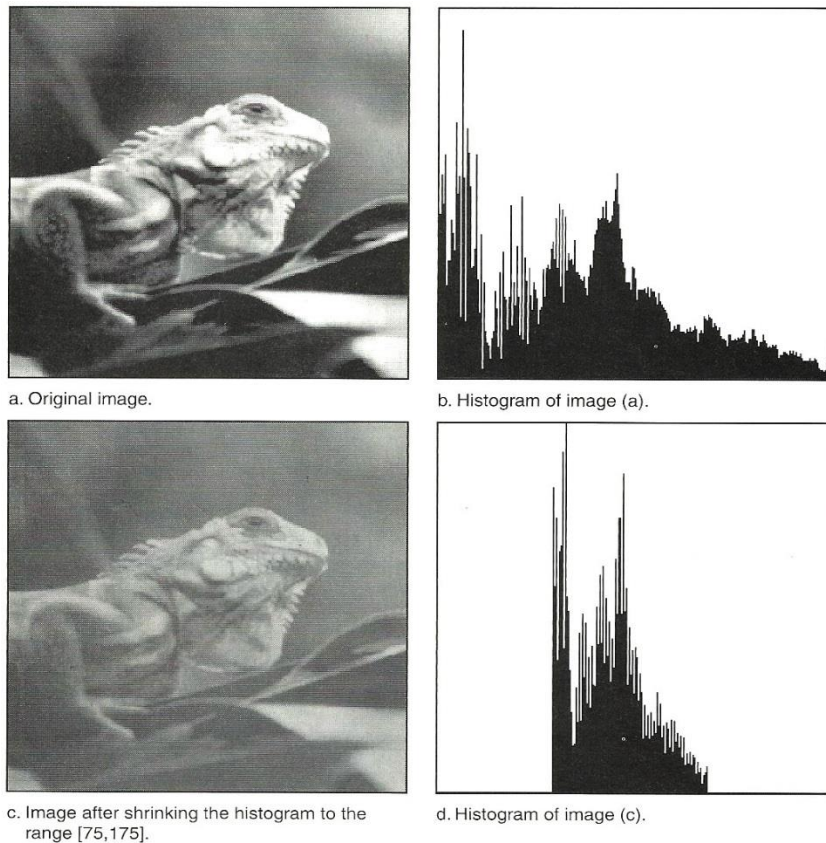 a. Original image.
b. Histogram of image (a).
c. Image after shrinking the histogram to the
range [75,175].
d. Histogram of image (c).